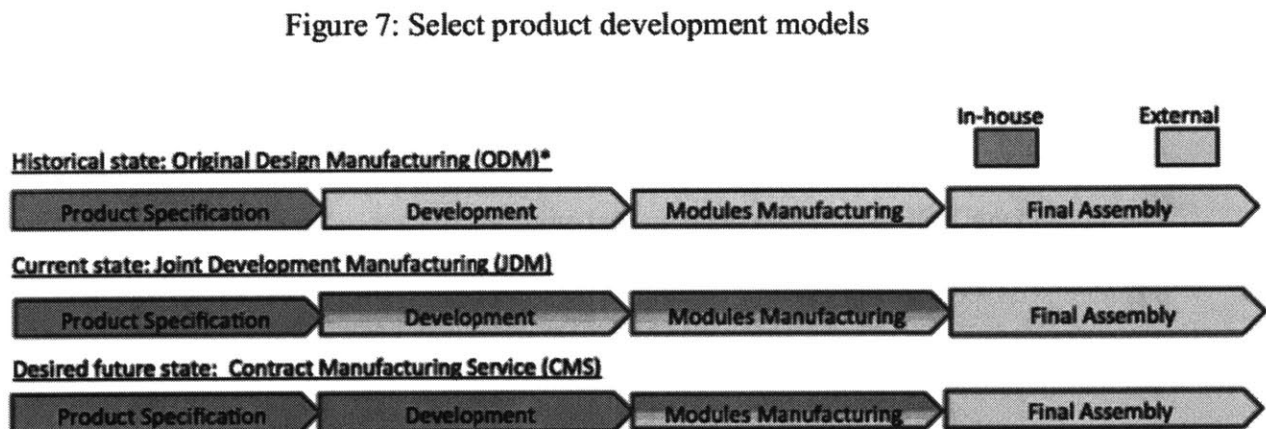 Figure 7: Select product development models
In-house External
Historical state: Original Design Manufacturing (ODM)*
Product Specification Development Modules Manufacturing Final Assembly
Current state: Joint Development Manufacturing (JDM)
Product Specification Development Modules Manufacturing Final Assembly
Desired future state: Contract Manufacturing Service (CMS)
Product Specification Development Modules Manufacturing Final Assembly